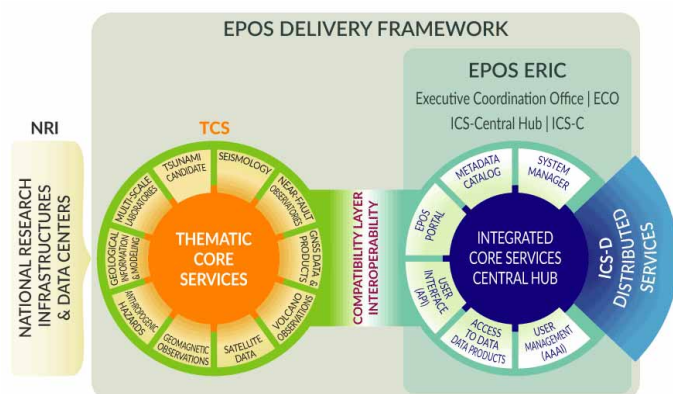 EPOS DELIVERY FRAMEWORK
EPOS ERIC
Executive Coordination Office | ECO
ICS-Central Hub | ICS-C
NRI
NATIONAL RESEARCH
INFRASTRUCTURES
& DATA CENTERS
TCS
SEISMOLOGY
NEAR-FAULT
OBSERVATORIES
GNSS DATA &
PRODUCTS
VOLCANO
OBSERVATIONS
SATELLITE
DATA
GEOMAGNETIC
OBSERVATIONS
ANTHROPOGENIC
HAZARDS
GEOLOGICAL
INFORMATION
& MODELING
MULTI-SCALE
LABORATORIES
TSUNAMI
CANDIDATE
THEMATIC
CORE
SERVICES
COMPATIBILITY LAYER
INTEROPERABILITY
METADATA
CATALOG
SYSTEM
MANAGER
EPOS
PORTAL
USER
INTERFACE
(API)
ACCESS
TO DATA
DATA PRODUCTS
USER
MANAGEMENT
(AAAI)
INTEGRATED
CORE SERVICES
CENTRAL HUB
ICS-D
DISTRIBUTED
SERVICES